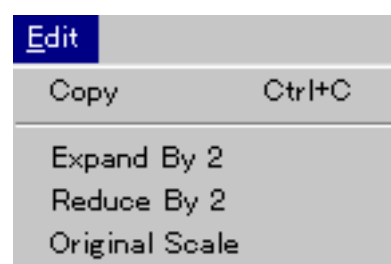 Edit
Copy Ctrl+C
Expand By 2
Reduce By 2
Original Scale